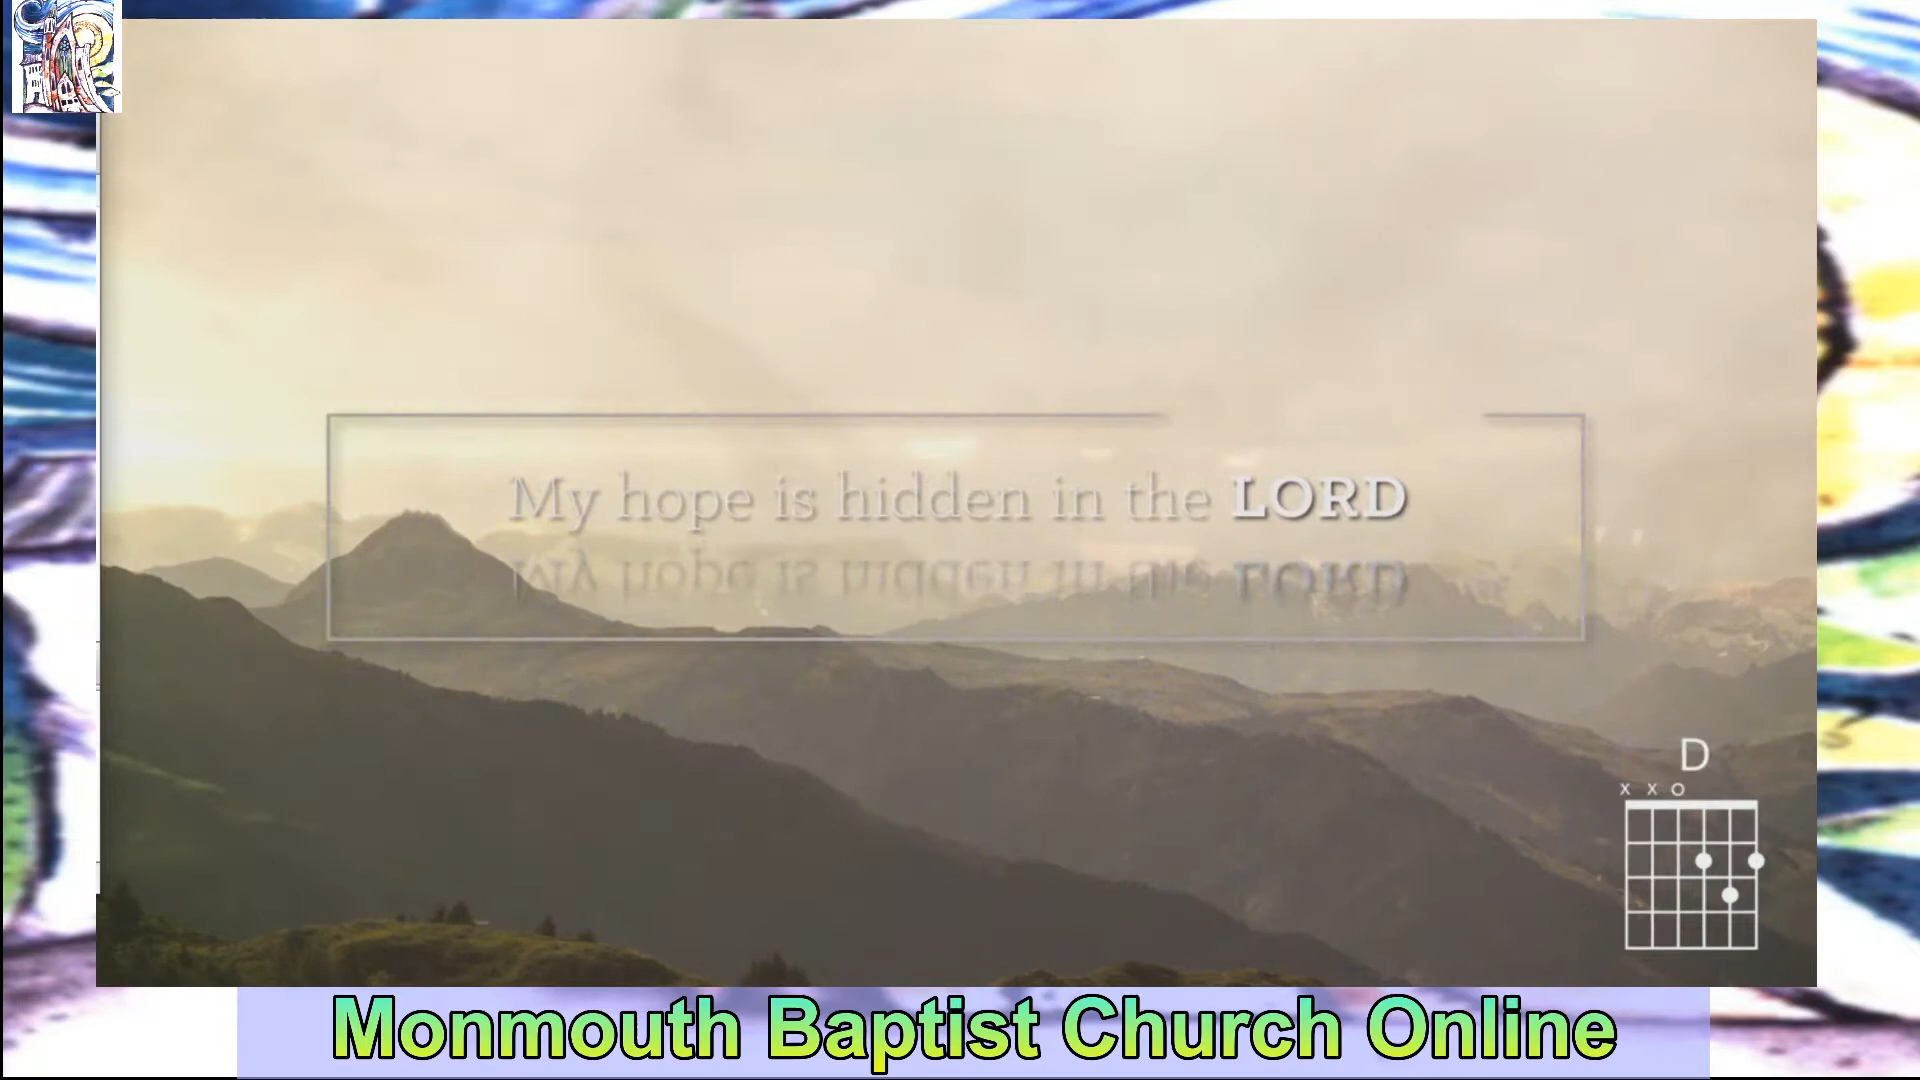 My hope is hidden in the LORD
D
x x o
Monmouth Baptist Church Online